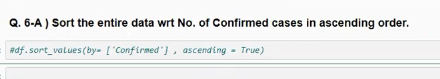 Q. 6-A ) Sort the entire data wrt No. of Confirmed cases in ascending order.
#df.sort_values(by= ['Confirmed'] , ascending = True)